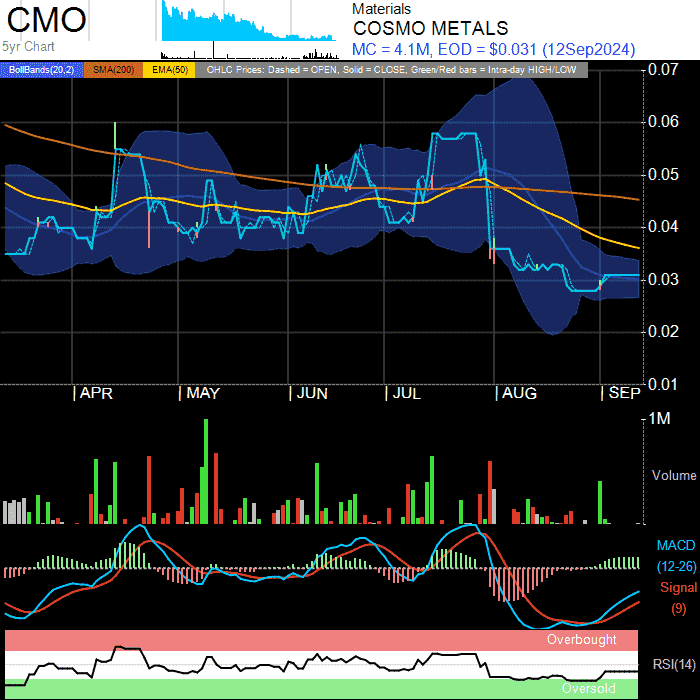 CMO
5yr Chart
Materials
COSMO METALS
MC = 4.1M, EOD = $0.031 (12Sep2024)
BollBands(20,2) SMA(200) EMA(50) OHLC Prices: Dashed = OPEN, Solid = CLOSE, Green/Red bars = Intra-day HIGH/LOW
0.07
0.06
0.05
0.04
0.03
0.02
0.01
APR MAY JUN JUL AUG SEP
1M
Volume
MACD
(12-26)
Signal
(9)
Overbought
RSI(14)
Oversold